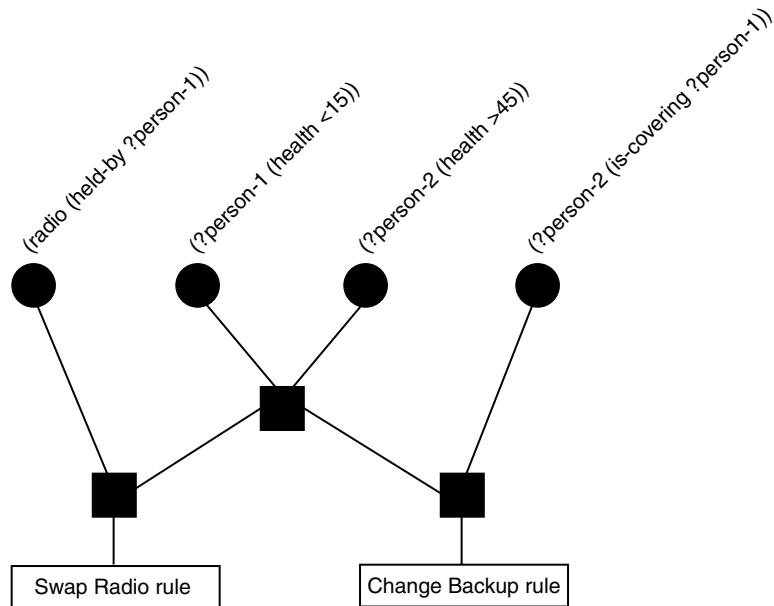 (radio (held-by ?person-1))
(?person-1 (health <15))
(?person-2 (health >45))
(?person-2 (is-covering ?person-1))
Swap Radio rule
Change Backup rule